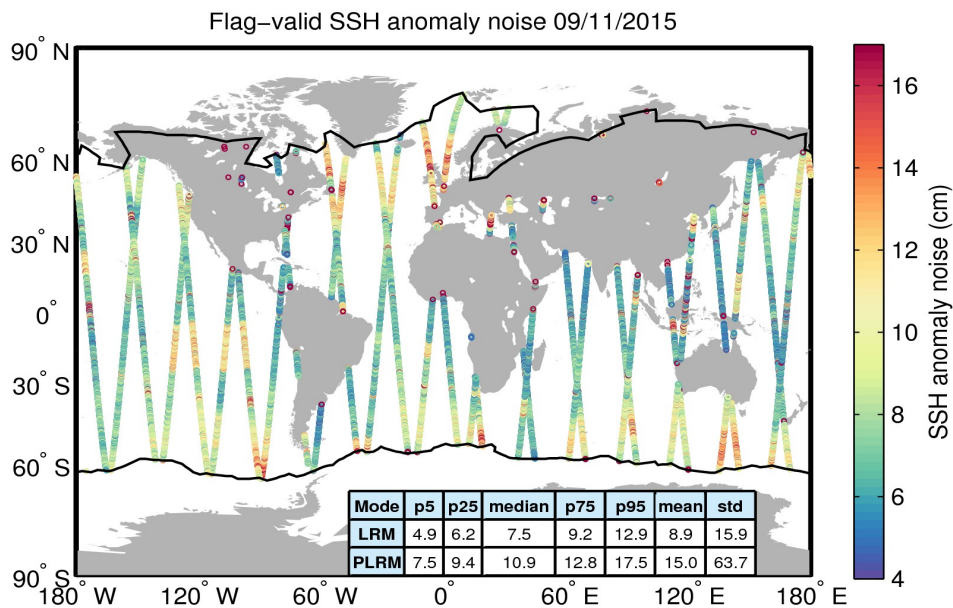 Flag−valid SSH anomaly noise 09/11/2015
90° N
60° N
30° N
0°
30° S
60° S
90° S
180° W 120° W 60° W 0° 60° E 120° E 180° E
Mode p5 p25 median p75 p95 mean std
LRM 4.9 6.2 7.5 9.2 12.9 8.9 15.9
PLRM 7.5 9.4 10.9 12.8 17.5 15.0 63.7
16
14
12
10
8
6
4
SSH anomaly noise (cm)